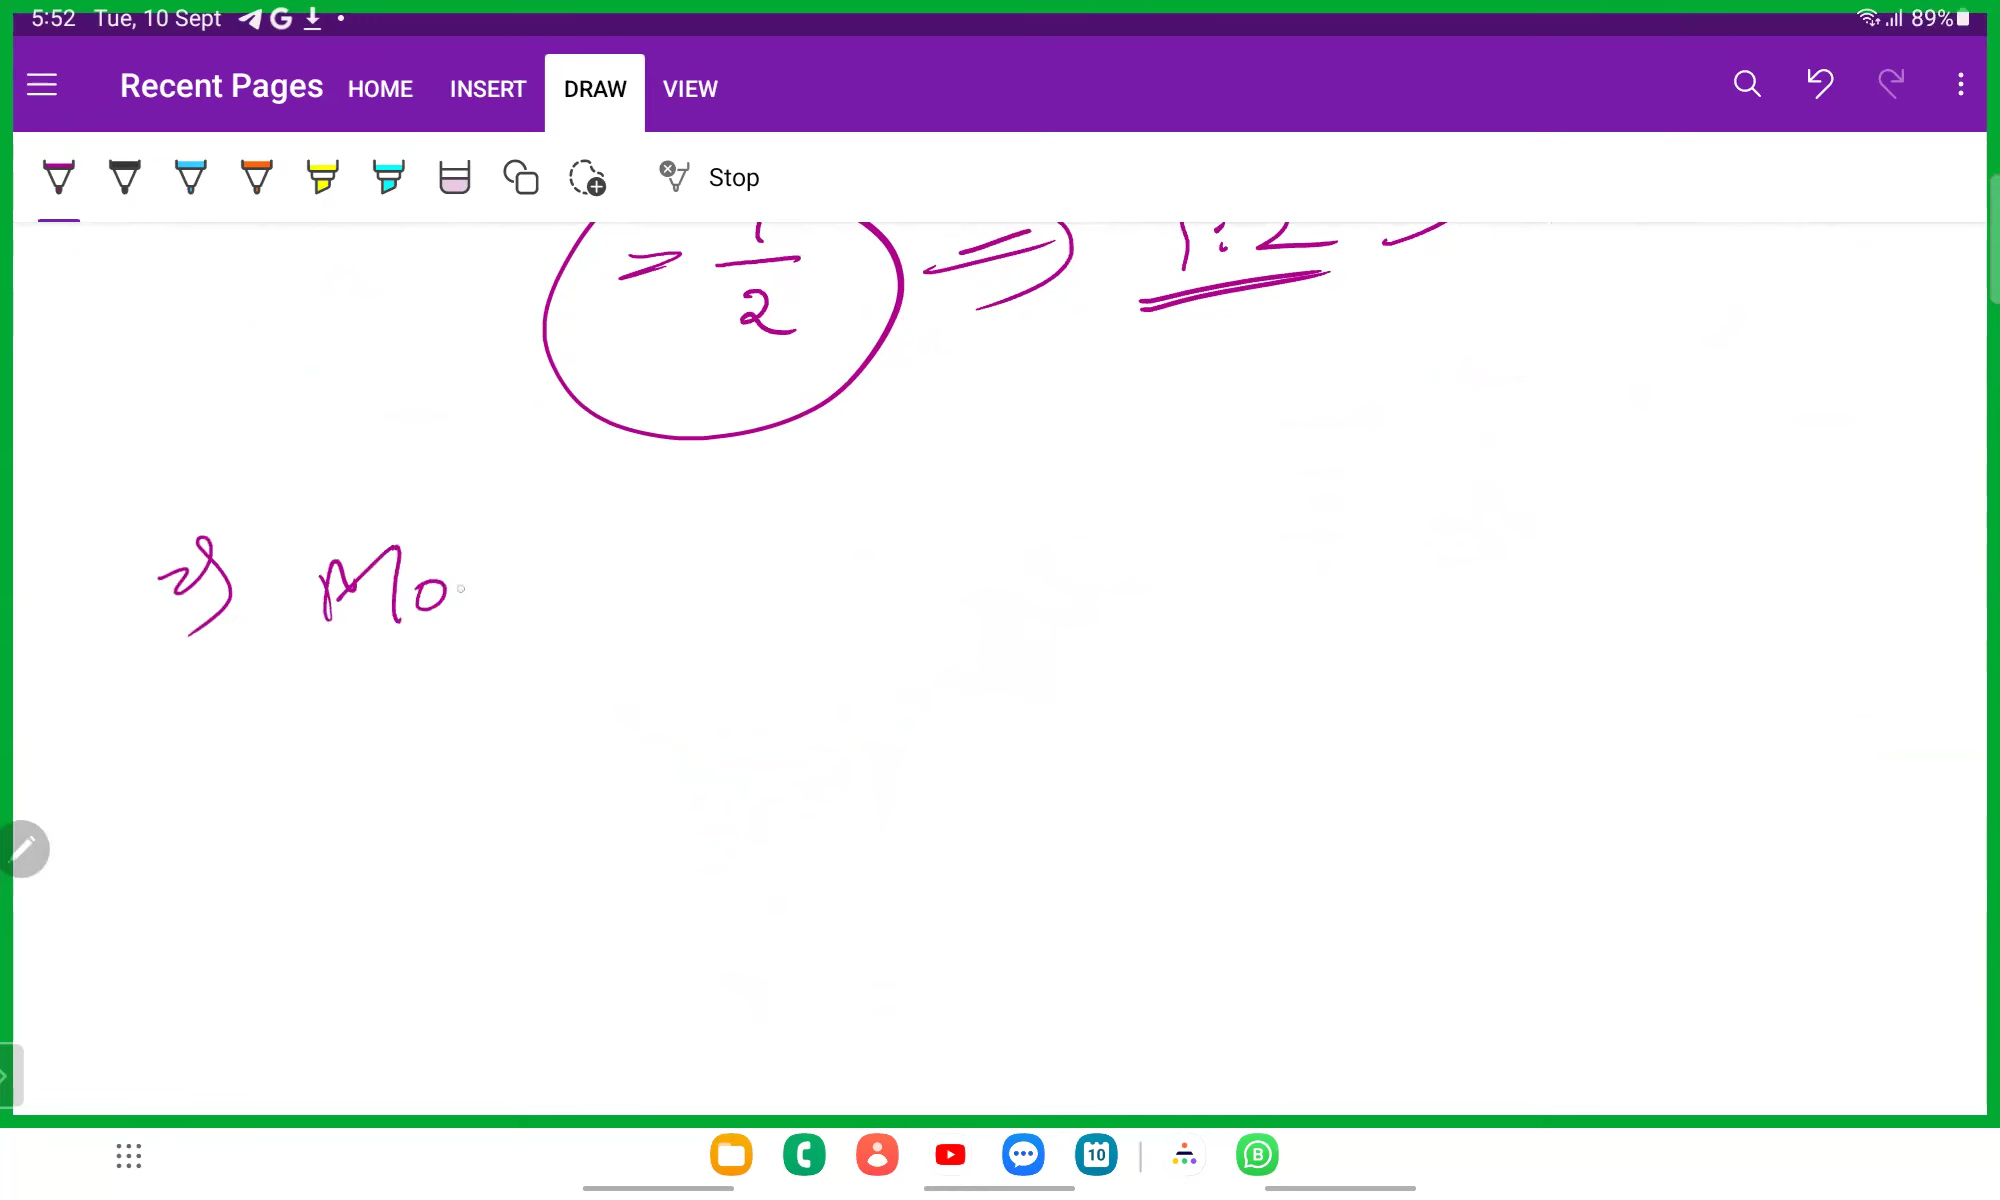 5:52 Tue, 10 Sept 89%
Recent Pages HOME INSERT DRAW VIEW
Stop
= 1/2 ⇒ 1:2
2) Mo
10